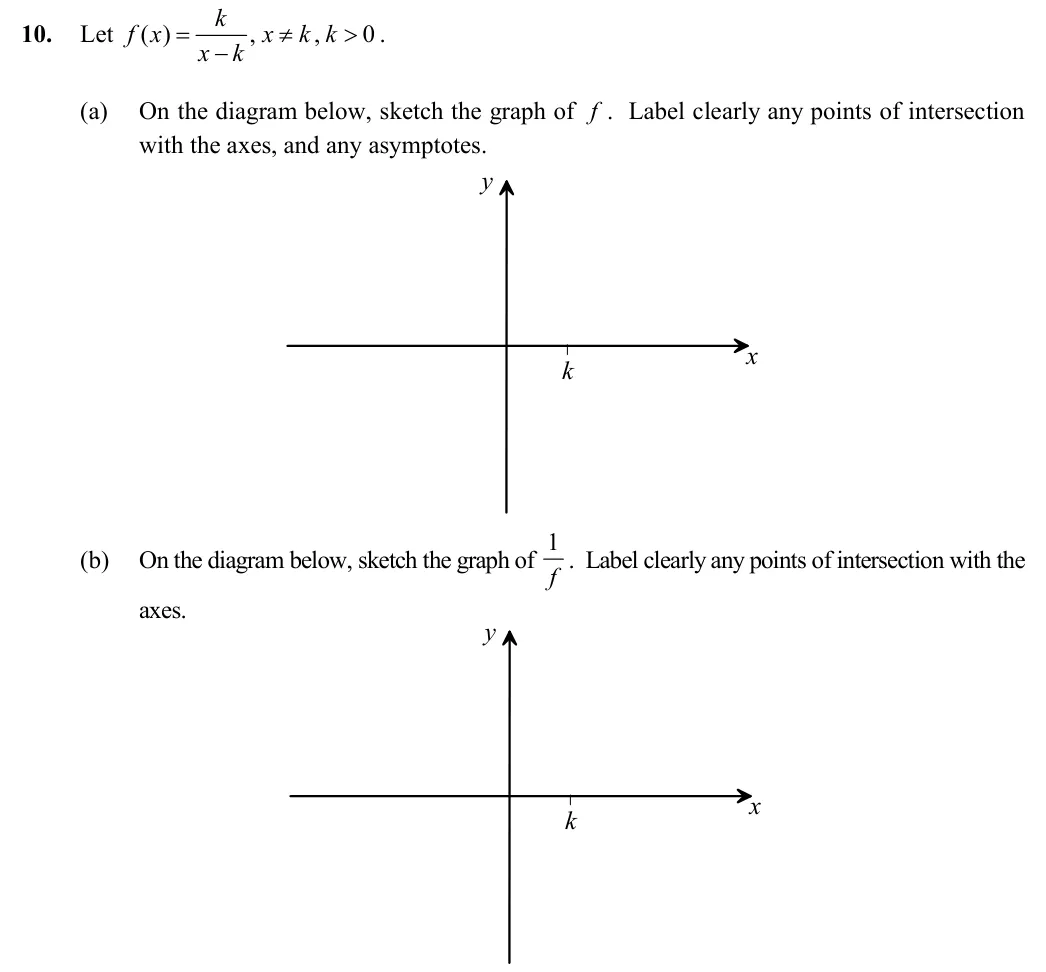 10. Let f(x) = k/(x − k), x ≠ k, k > 0.
(a) On the diagram below, sketch the graph of f. Label clearly any points of intersection
with the axes, and any asymptotes.
y
x
k
(b) On the diagram below, sketch the graph of 1/f. Label clearly any points of intersection with the
axes.
y
x
k